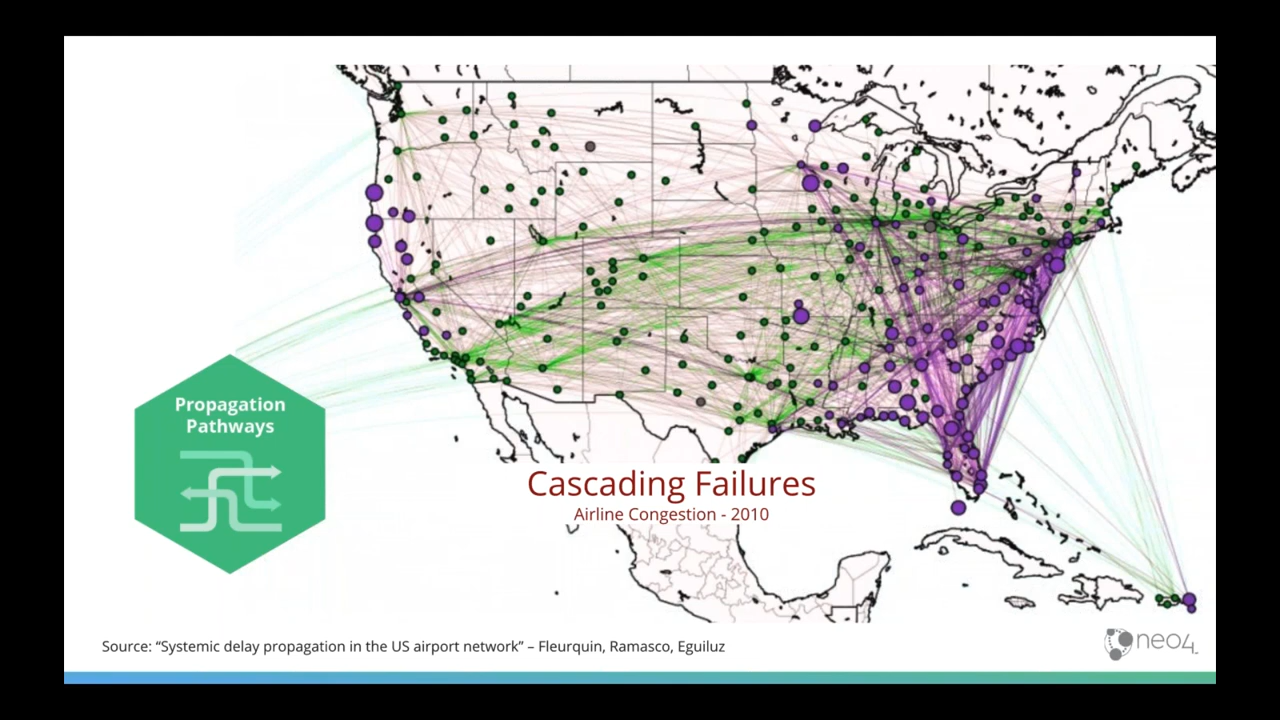 Propagation
Pathways
Cascading Failures
Airline Congestion - 2010
Source: “Systemic delay propagation in the US airport network” – Fleurquin, Ramasco, Eguiluz
neo4j